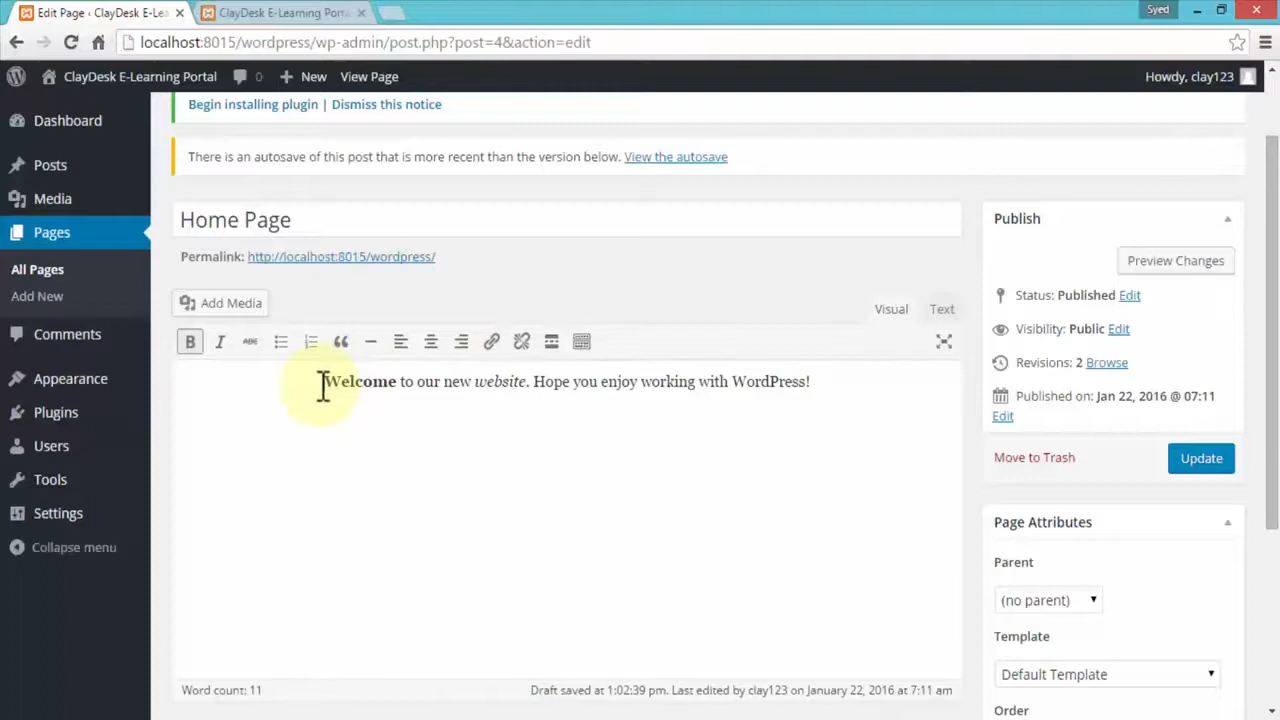 Edit Page ‹ ClayDesk E-Lea
ClayDesk E-Learning Porta
Syed
localhost:8015/wordpress/wp-admin/post.php?post=4&action=edit
ClayDesk E-Learning Portal
0
New
View Page
Howdy, clay123
Begin installing plugin | Dismiss this notice
Dashboard
There is an autosave of this post that is more recent than the version below. View the autosave
Posts
Media
Pages
All Pages
Add New
Comments
Appearance
Plugins
Users
Tools
Settings
Collapse menu
Home Page
Permalink: http://localhost:8015/wordpress/
Add Media
Visual
Text
B I ABC
Welcome to our new website. Hope you enjoy working with WordPress!
Word count: 11
Draft saved at 1:02:39 pm. Last edited by clay123 on January 22, 2016 at 7:11 am
Publish
Preview Changes
Status: Published Edit
Visibility: Public Edit
Revisions: 2 Browse
Published on: Jan 22, 2016 @ 07:11
Edit
Move to Trash
Update
Page Attributes
Parent
(no parent)
Template
Default Template
Order